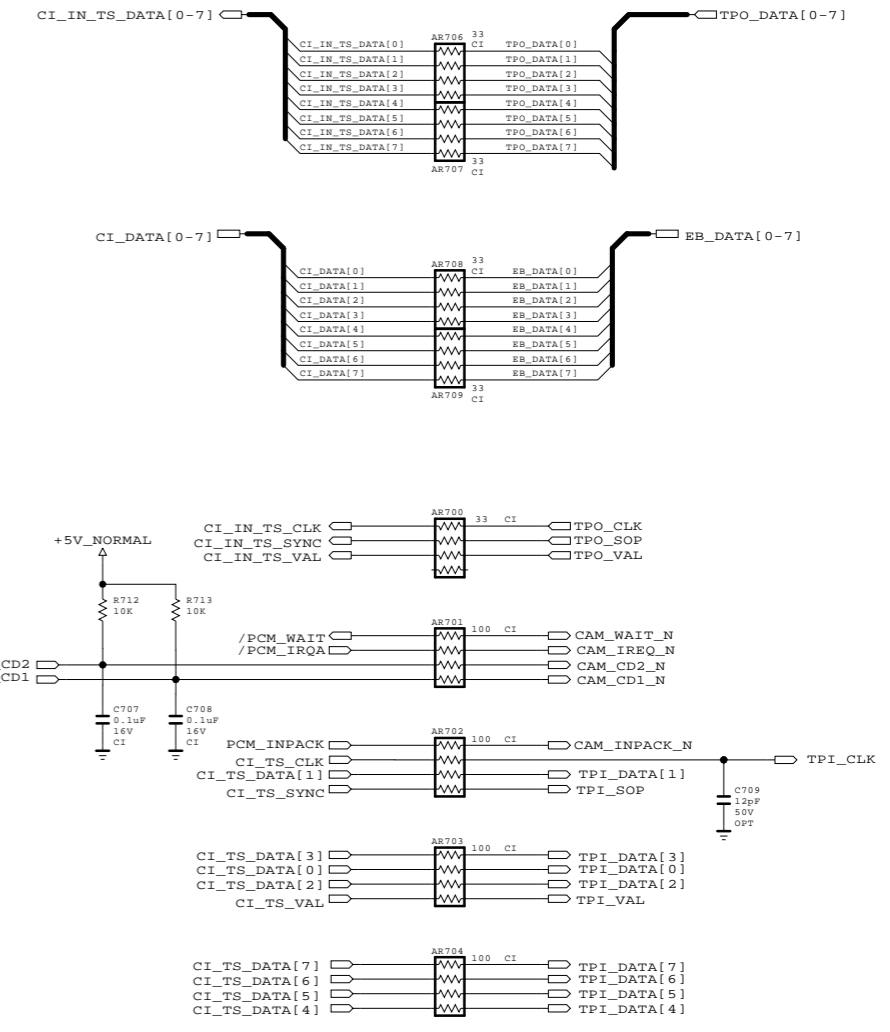 CI_IN_TS_DATA[0-7] TPO_DATA[0-7]
AR706 33
CI
CI_IN_TS_DATA[0] TPO_DATA[0]
CI_IN_TS_DATA[1] TPO_DATA[1]
CI_IN_TS_DATA[2] TPO_DATA[2]
CI_IN_TS_DATA[3] TPO_DATA[3]
CI_IN_TS_DATA[4] TPO_DATA[4]
CI_IN_TS_DATA[5] TPO_DATA[5]
CI_IN_TS_DATA[6] TPO_DATA[6]
CI_IN_TS_DATA[7] TPO_DATA[7]
33
AR707 CI
CI_DATA[0-7] EB_DATA[0-7]
AR708 33
CI
CI_DATA[0] EB_DATA[0]
CI_DATA[1] EB_DATA[1]
CI_DATA[2] EB_DATA[2]
CI_DATA[3] EB_DATA[3]
CI_DATA[4] EB_DATA[4]
CI_DATA[5] EB_DATA[5]
CI_DATA[6] EB_DATA[6]
CI_DATA[7] EB_DATA[7]
33
AR709 CI
AR700
33 CI
CI_IN_TS_CLK TPO_CLK
CI_IN_TS_SYNC TPO_SOP
CI_IN_TS_VAL TPO_VAL
+5V_NORMAL
R712 R713
10K 10K
AR701
100 CI
/PCM_WAIT CAM_WAIT_N
/PCM_IRQA CAM_IREQ_N
CD2 CAM_CD2_N
CD1 CAM_CD1_N
C707 C708
0.1uF 0.1uF
16V 16V
CI CI
AR702
100 CI
PCM_INPACK CAM_INPACK_N
CI_TS_CLK TPI_CLK
CI_TS_DATA[1] TPI_DATA[1]
CI_TS_SYNC TPI_SOP
C709
12pF
50V
OPT
AR703
100 CI
CI_TS_DATA[3] TPI_DATA[3]
CI_TS_DATA[0] TPI_DATA[0]
CI_TS_DATA[2] TPI_DATA[2]
CI_TS_VAL TPI_VAL
AR704
100 CI
CI_TS_DATA[7] TPI_DATA[7]
CI_TS_DATA[6] TPI_DATA[6]
CI_TS_DATA[5] TPI_DATA[5]
CI_TS_DATA[4] TPI_DATA[4]